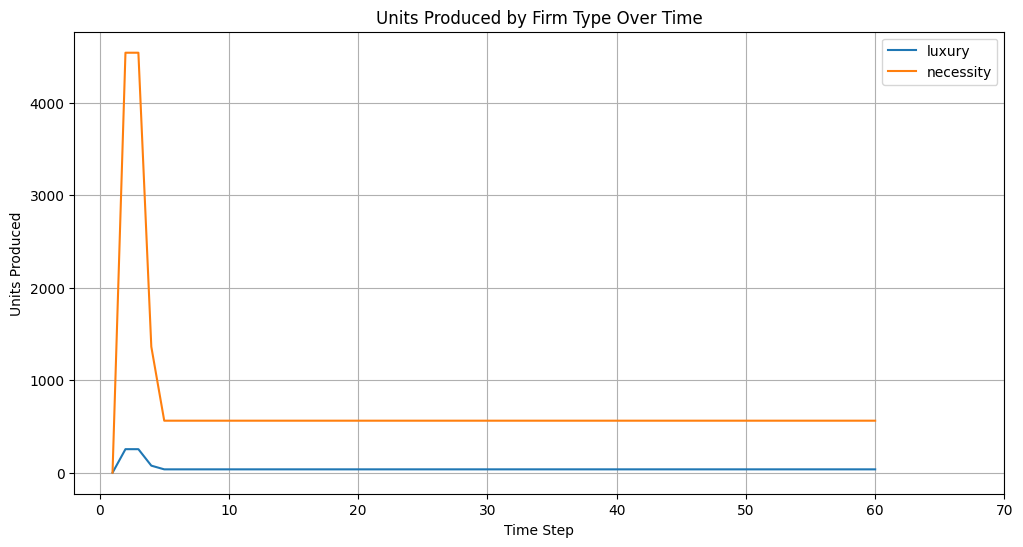 Units Produced by Firm Type Over Time
luxury
necessity
Units Produced
4000
3000
2000
1000
0
0 10 20 30 40 50 60 70
Time Step